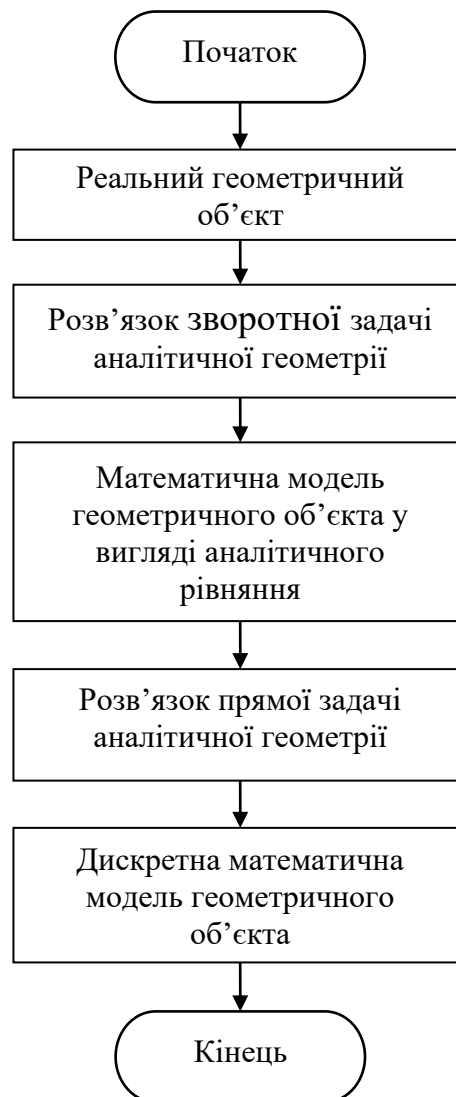 Початок
Реальний геометричний
об’єкт
Розв’язок зворотної задачі
аналітичної геометрії
Математична модель
геометричного об’єкта у
вигляді аналітичного
рівняння
Розв’язок прямої задачі
аналітичної геометрії
Дискретна математична
модель геометричного
об’єкта
Кінець